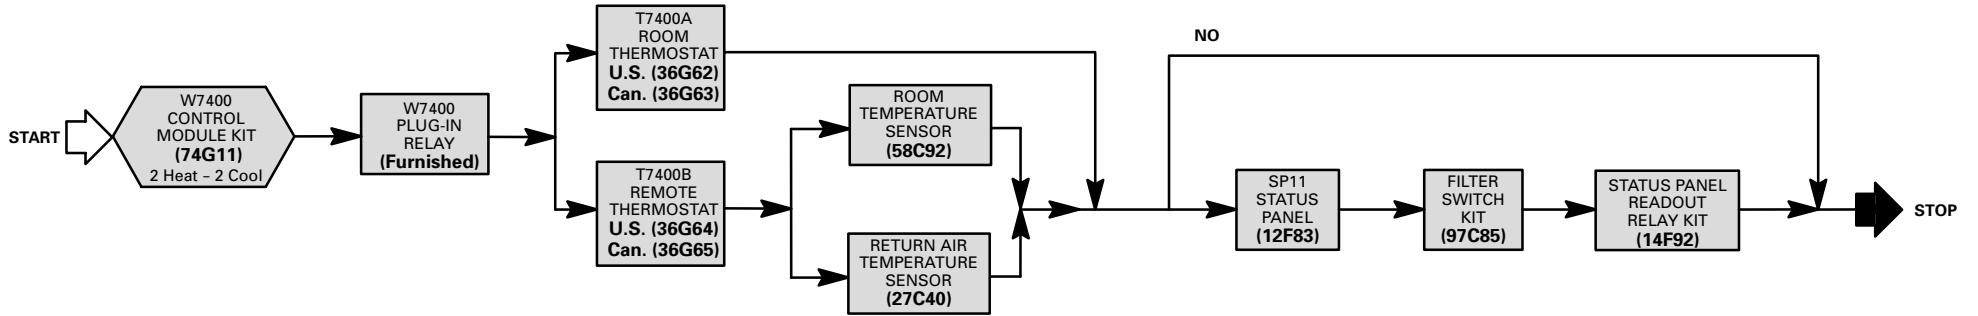 START
W7400
CONTROL
MODULE KIT
(74G11)
2 Heat – 2 Cool
W7400
PLUG-IN
RELAY
(Furnished)
T7400A
ROOM
THERMOSTAT
U.S. (36G62)
Can. (36G63)
T7400B
REMOTE
THERMOSTAT
U.S. (36G64)
Can. (36G65)
ROOM
TEMPERATURE
SENSOR
(58C92)
RETURN AIR
TEMPERATURE
SENSOR
(27C40)
NO
SP11
STATUS
PANEL
(12F83)
FILTER
SWITCH
KIT
(97C85)
STATUS PANEL
READOUT
RELAY KIT
(14F92)
STOP